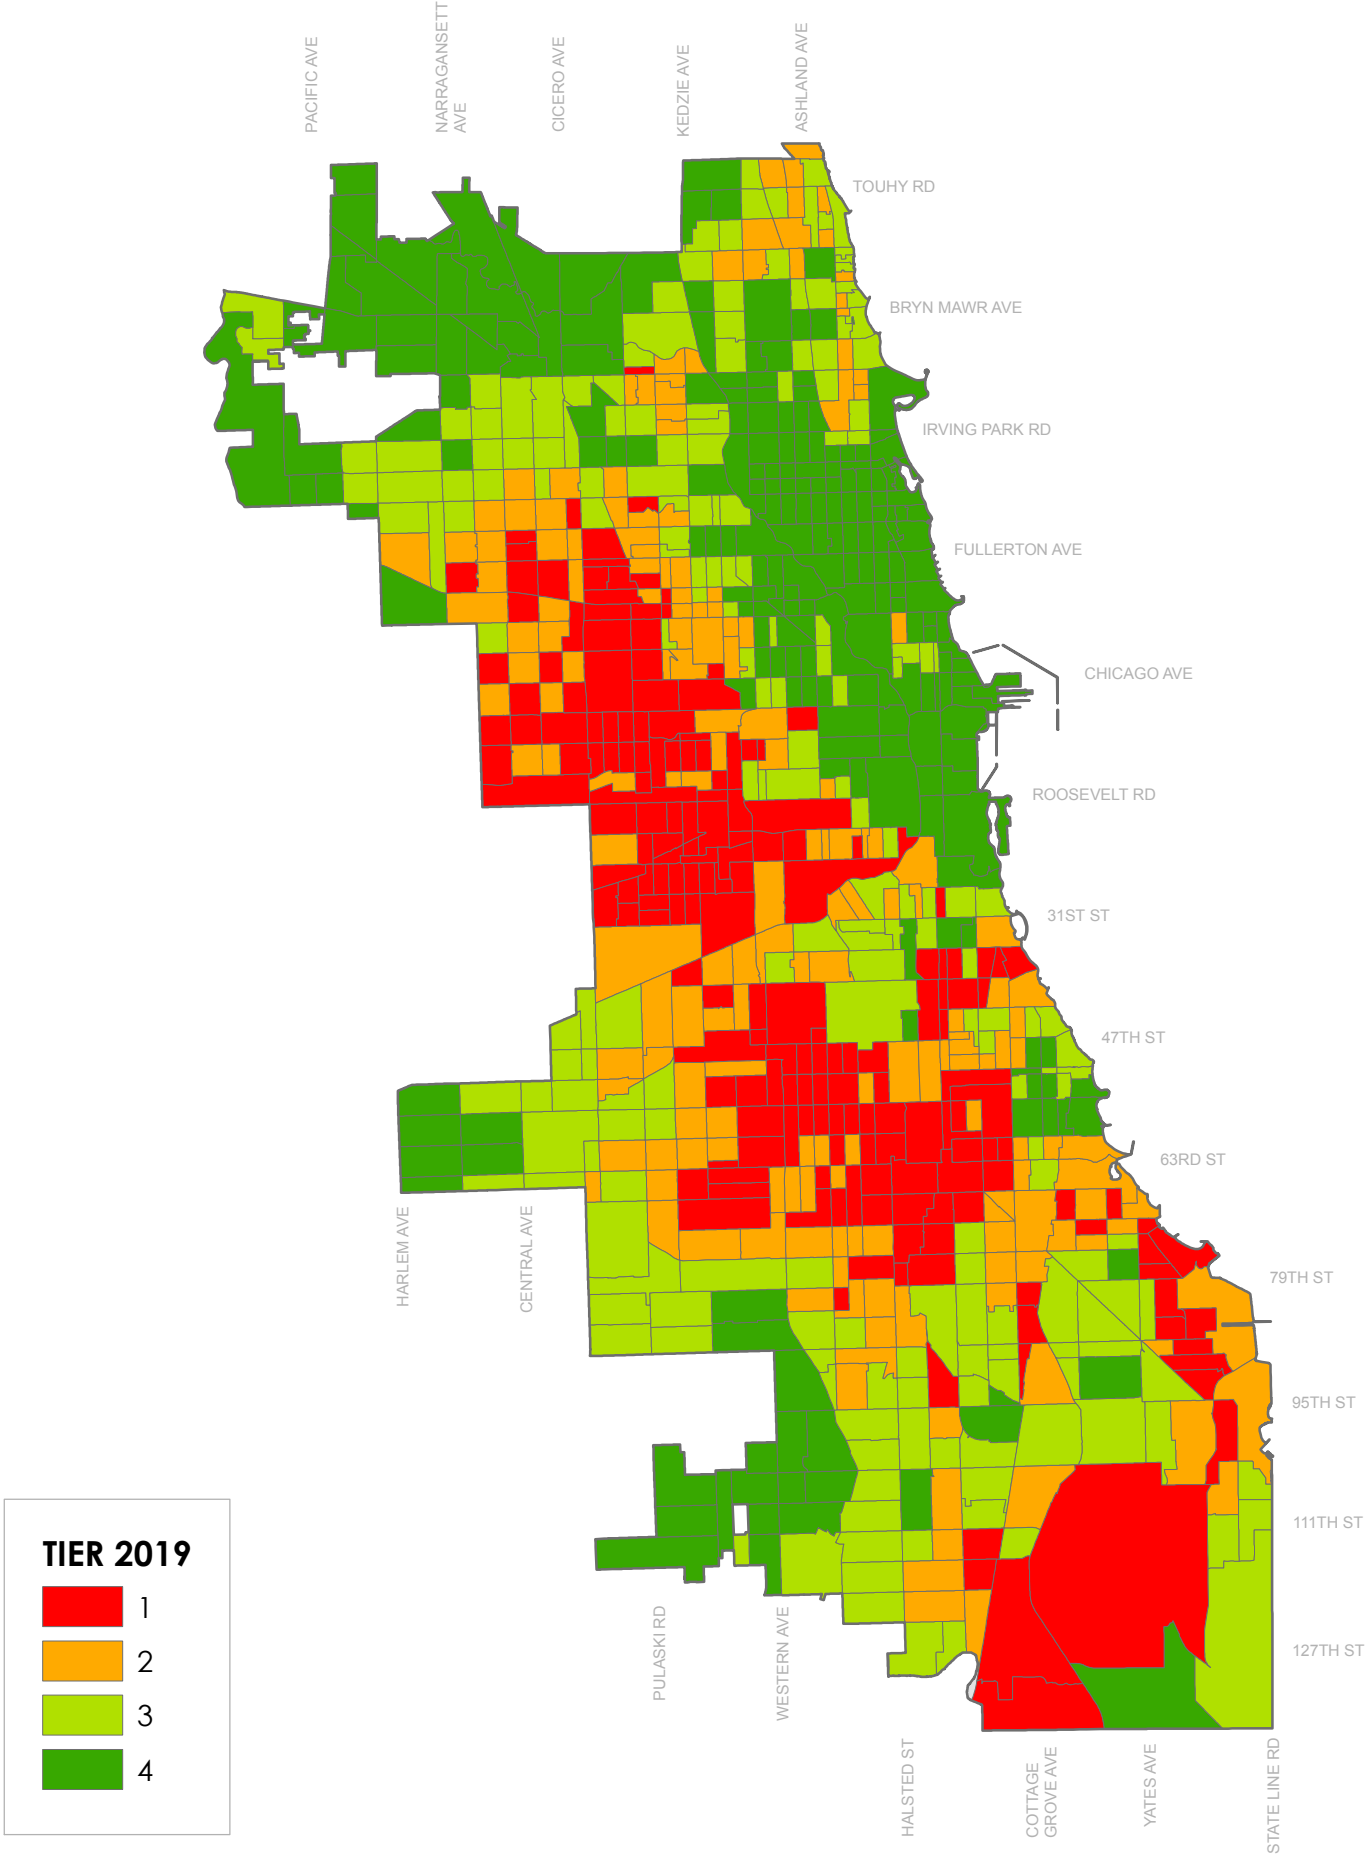 PACIFIC AVE
NARRAGANSETT
AVE
CICERO AVE
KEDZIE AVE
ASHLAND AVE
TOUHY RD
BRYN MAWR AVE
IRVING PARK RD
FULLERTON AVE
CHICAGO AVE
ROOSEVELT RD
31ST ST
47TH ST
63RD ST
HARLEM AVE
CENTRAL AVE
79TH ST
95TH ST
111TH ST
127TH ST
TIER 2019
1
2
3
4
PULASKI RD
WESTERN AVE
HALSTED ST
COTTAGE
GROVE AVE
YATES AVE
STATE LINE RD